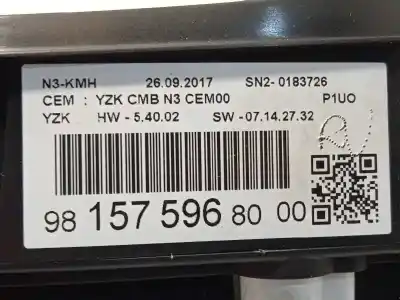 N3-KMH 26.09.2017 SN2- 0183726
CEM : YZK CMB N3 CEM00 P1UO
YZK HW - 5.40.02 SW -07.14.27.32
98 157 596 80 00